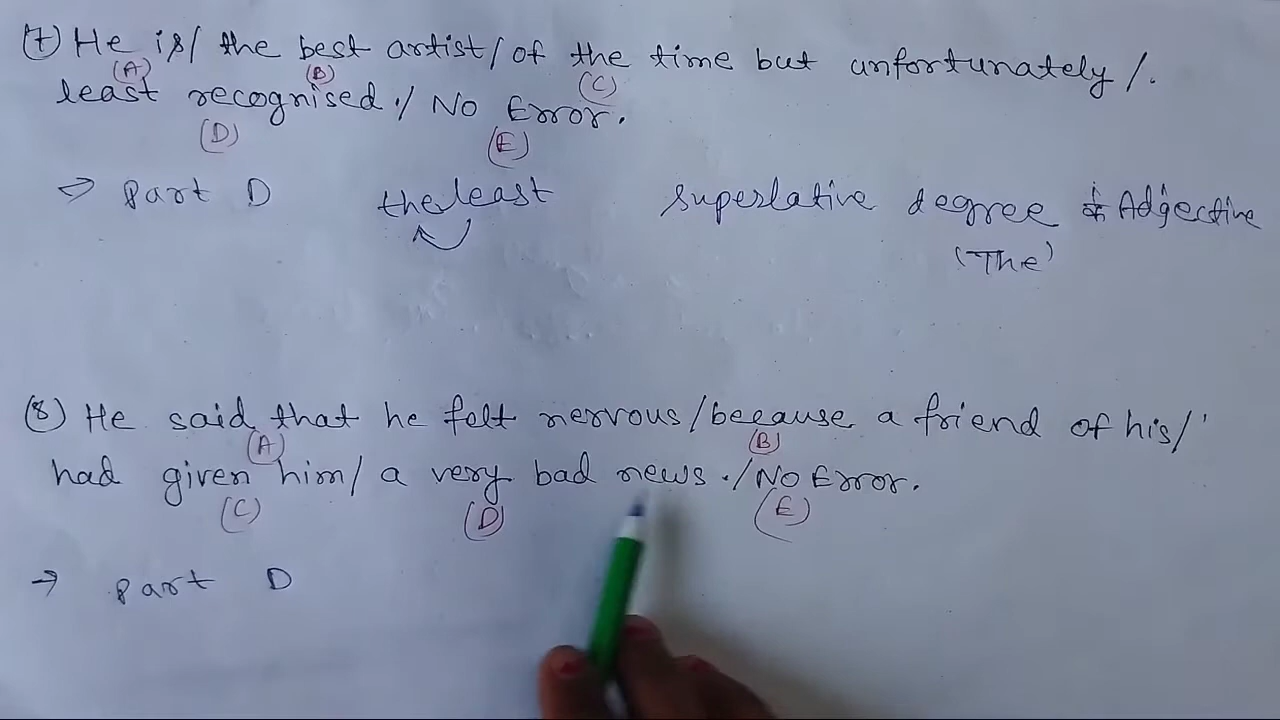 (7) He is/ the best artist/ of the time but unfortunately/.
(A) (B) (C)
least recognised./ No Error.
(D) (E)
⇒ Part D the least Superlative degree of Adjective
(The)
(8) He said that he felt nervous/because a friend of his/'
(A) (B)
had given him/ a very bad news./No Error.
(C) (D) (E)
→ part D